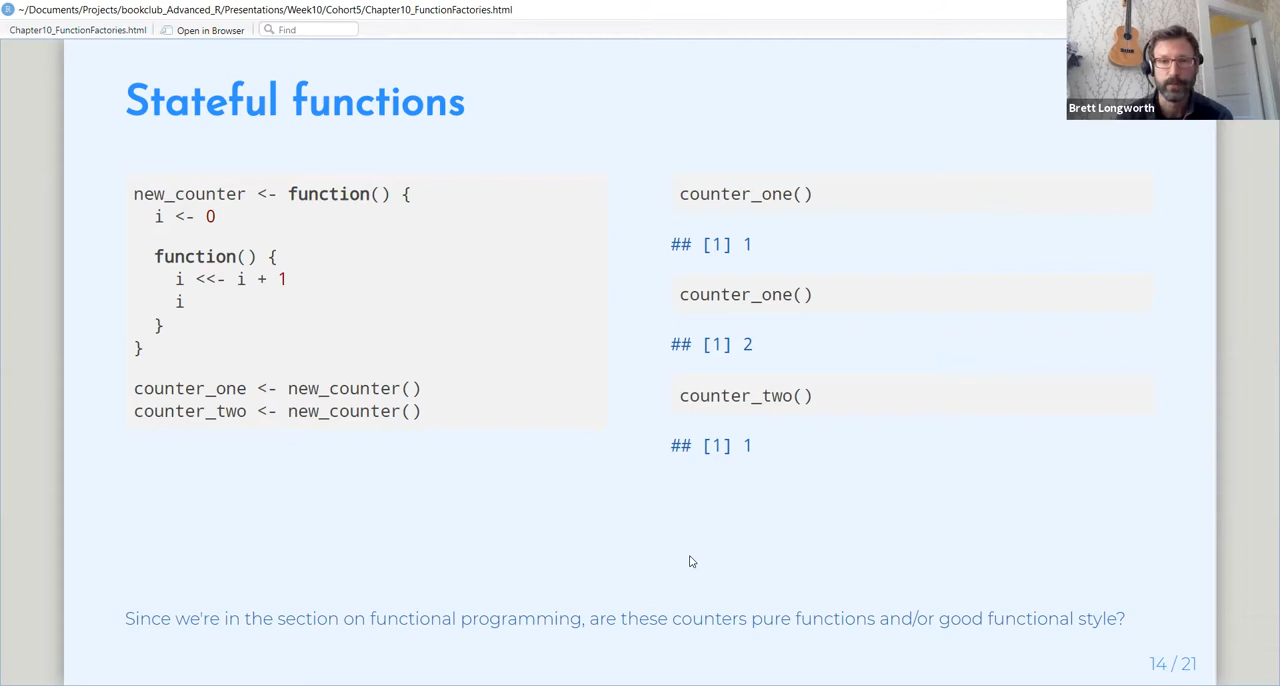 ~/Documents/Projects/bookclub_Advanced_R/Presentations/Week10/Cohort5/Chapter10_FunctionFactories.html
Chapter10_FunctionFactories.html Open in Browser Find
Brett Longworth
Stateful functions
new_counter <- function() {
  i <- 0
  function() {
    i <<- i + 1
    i
  }
}
counter_one <- new_counter()
counter_two <- new_counter()
counter_one()
## [1] 1
counter_one()
## [1] 2
counter_two()
## [1] 1
Since we're in the section on functional programming, are these counters pure functions and/or good functional style?
14 / 21